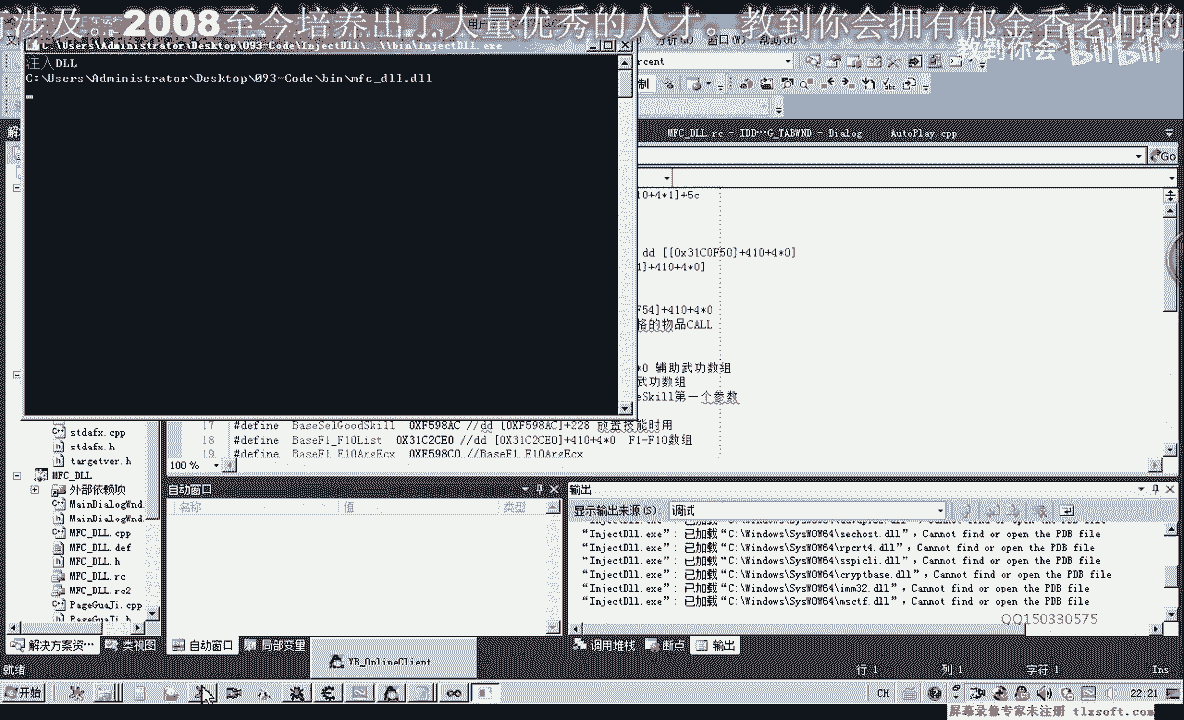 涉及。2008至今培养出了大量优秀的人才。教到你会拥有郁金香老师的
教到你会 bilibili
C:\Users\Administrator\Desktop\093-Code\InjectDll\..\bin\InjectDll.exe
注入DLL
C:\Users\Administrator\Desktop\093-Code\bin\mfc_dll.dll
窗口(W) 帮助(H)
MFC_DLL.rc - IDD…G_TABWND - Dialog AutoPlay.cpp
Go
10+4*1]+5c
dd [[0x31C0F50]+410+4*0]
]+410+4*0]
F54]+410+4*0
格的物品CALL
*0 辅助武功数组
武功数组
eSkill第一个参数
17 #define BaseSelGoodSkill 0XF598AC //dd [0XF598AC]+228 放置技能时用
18 #define BaseF1_F10List 0X31C2CE0 //dd [0X31C2CE0]+410+4*0 F1-F10数组
19 #define BaseF1_F10ArgEcx 0XF598C0 //BaseF1_F10ArgEcx
100 %
stdafx.cpp
stdafx.h
targetver.h
MFC_DLL
外部依赖项
MainDialogWnd.
MainDialogWnd.
MFC_DLL.cpp
MFC_DLL.def
MFC_DLL.h
MFC_DLL.rc
MFC_DLL.rc2
PageGuaJi.cpp
PageGuaJi.h
解决方案资… 类视图
自动窗口
名称 值 类型
自动窗口 局部变量
输出
显示输出来源(S): 调试
“InjectDll.exe”: 已加载“C:\Windows\SysWOW64\sechost.dll”，Cannot find or open the PDB file
“InjectDll.exe”: 已加载“C:\Windows\SysWOW64\rpcrt4.dll”，Cannot find or open the PDB file
“InjectDll.exe”: 已加载“C:\Windows\SysWOW64\sspicli.dll”，Cannot find or open the PDB file
“InjectDll.exe”: 已加载“C:\Windows\SysWOW64\cryptbase.dll”，Cannot find or open the PDB file
“InjectDll.exe”: 已加载“C:\Windows\SysWOW64\imm32.dll”，Cannot find or open the PDB file
“InjectDll.exe”: 已加载“C:\Windows\SysWOW64\msctf.dll”，Cannot find or open the PDB file
QQ150330575
调用堆栈 断点 输出
YB_OnlineClient
就绪 行 1 列 1 字符 1 Ins
开始 CH 22:21
屏幕录像专家未注册 tlxsoft.com